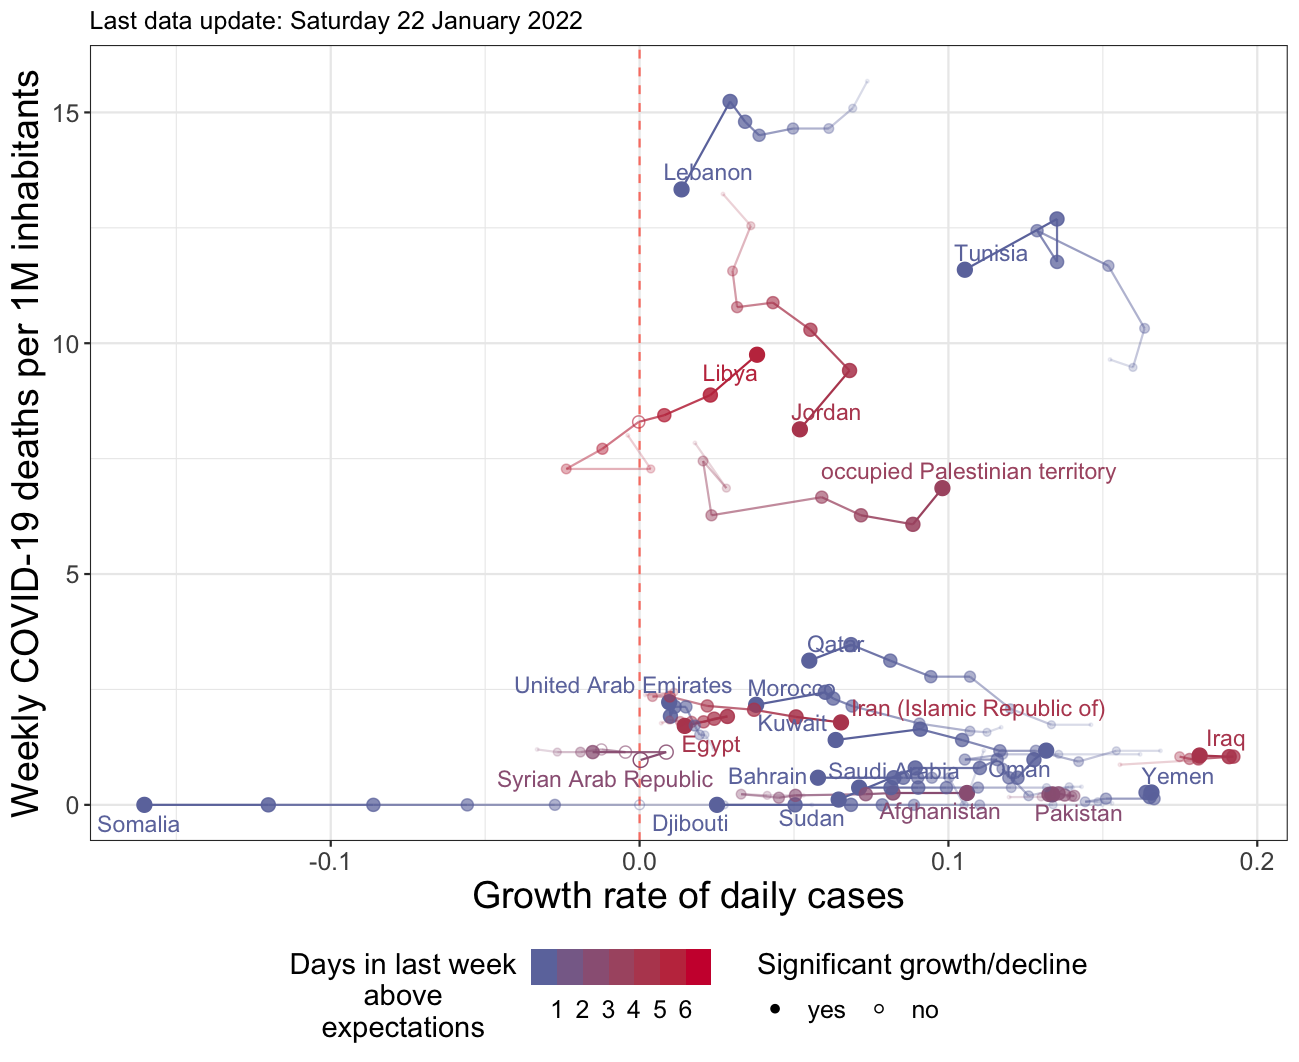 Last data update: Saturday 22 January 2022
Weekly COVID-19 deaths per 1M inhabitants
15
10
5
0
Lebanon
Tunisia
Libya
Jordan
occupied Palestinian territory
Qatar
United Arab Emirates
Morocco
Iran (Islamic Republic of)
Kuwait
Egypt
Iraq
Syrian Arab Republic
Bahrain
Saudi Arabia
Oman
Yemen
Somalia
Djibouti
Sudan
Afghanistan
Pakistan
-0.1
0.0
0.1
0.2
Growth rate of daily cases
Days in last week
above
expectations
1 2 3 4 5 6
Significant growth/decline
yes
no